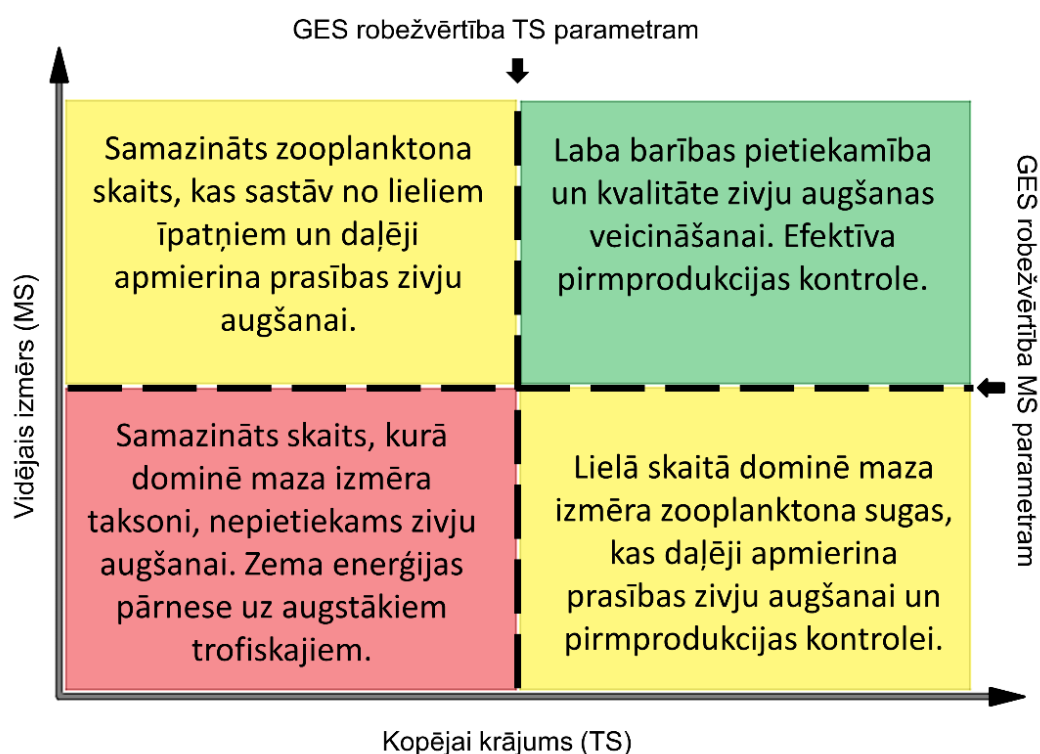 GES robežvērtība TS parametram
Samazināts zooplanktona
skaits, kas sastāv no lieliem
īpatņiem un daļēji
apmierina prasības zivju
augšanai.
Laba barības pietiekamība
un kvalitāte zivju augšanas
veicināšanai. Efektīva
pirmprodukcijas kontrole.
Samazināts skaits, kurā
dominē maza izmēra
taksoni, nepietiekams zivju
augšanai. Zema enerģijas
pārnese uz augstākiem
trofiskajiem.
Lielā skaitā dominē maza
izmēra zooplanktona sugas,
kas daļēji apmierina
prasības zivju augšanai un
pirmprodukcijas kontrolei.
Vidējais izmērs (MS)
GES robežvērtība MS parametram
Kopējai krājums (TS)